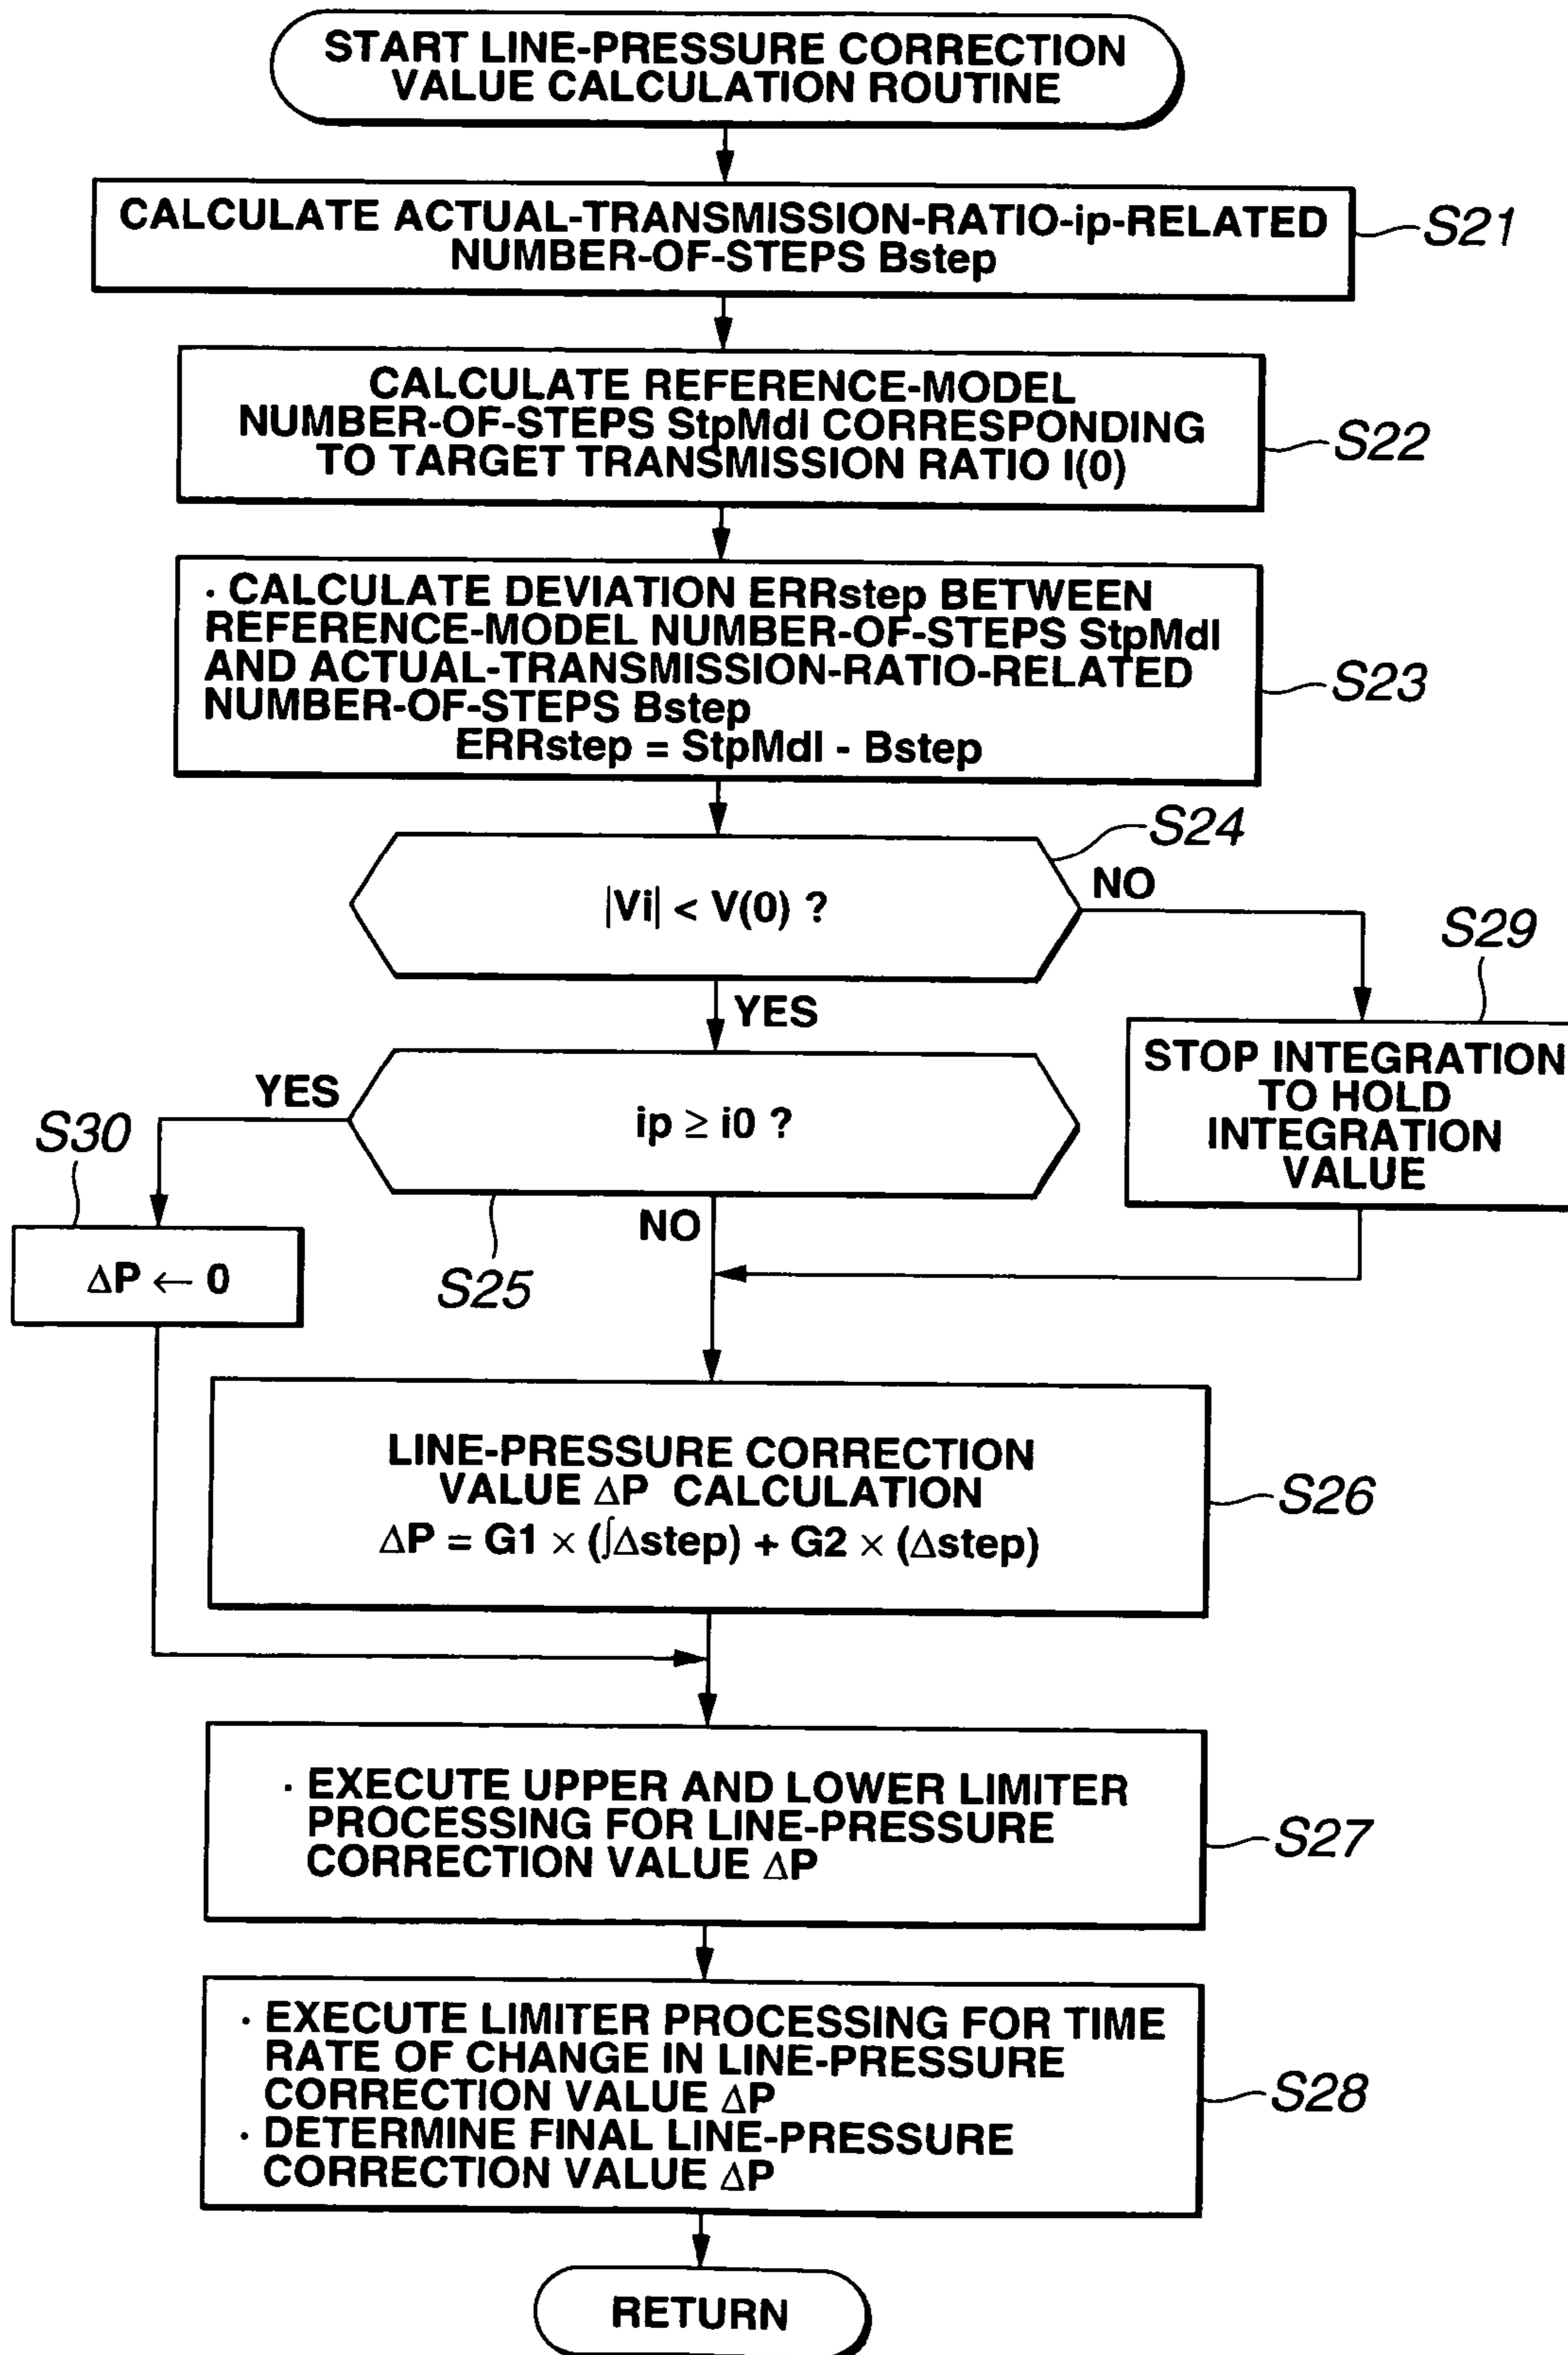 START LINE-PRESSURE CORRECTION
VALUE CALCULATION ROUTINE
CALCULATE ACTUAL-TRANSMISSION-RATIO-ip-RELATED
NUMBER-OF-STEPS Bstep
S21
CALCULATE REFERENCE-MODEL
NUMBER-OF-STEPS StpMdl CORRESPONDING
TO TARGET TRANSMISSION RATIO I(0)
S22
· CALCULATE DEVIATION ERRstep BETWEEN
REFERENCE-MODEL NUMBER-OF-STEPS StpMdl
AND ACTUAL-TRANSMISSION-RATIO-RELATED
NUMBER-OF-STEPS Bstep
ERRstep = StpMdl - Bstep
S23
S24
|Vi| < V(0) ?
NO
YES
S29
STOP INTEGRATION
TO HOLD
INTEGRATION
VALUE
YES
ip ≥ i0 ?
S30
NO
S25
ΔP ← 0
LINE-PRESSURE CORRECTION
VALUE ΔP CALCULATION
ΔP = G1 × (∫Δstep) + G2 × (Δstep)
S26
· EXECUTE UPPER AND LOWER LIMITER
PROCESSING FOR LINE-PRESSURE
CORRECTION VALUE ΔP
S27
· EXECUTE LIMITER PROCESSING FOR TIME
RATE OF CHANGE IN LINE-PRESSURE
CORRECTION VALUE ΔP
· DETERMINE FINAL LINE-PRESSURE
CORRECTION VALUE ΔP
S28
RETURN